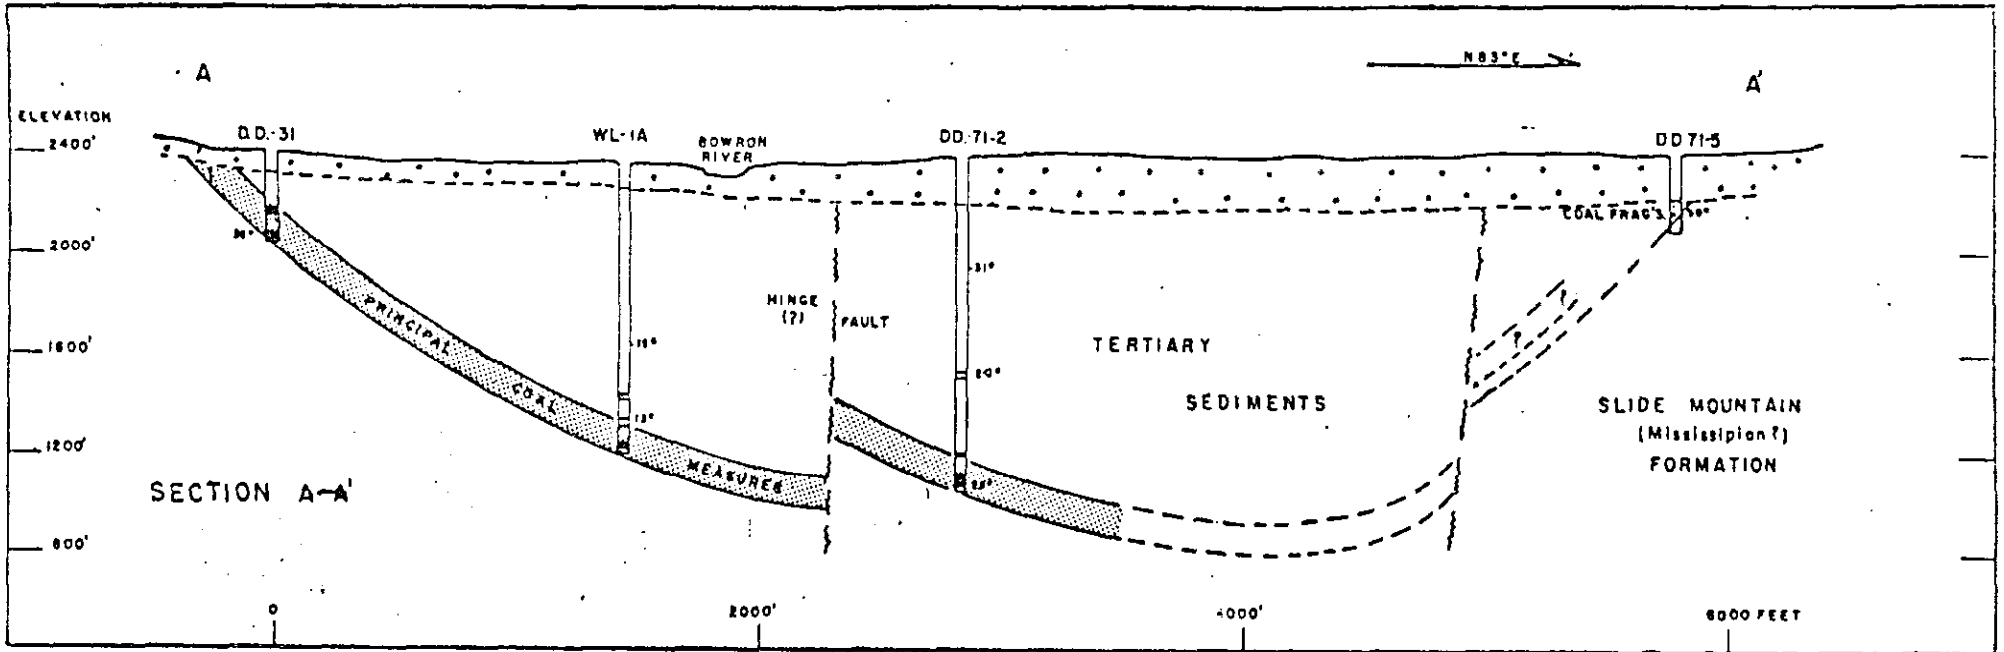 N83°E
A
A'
ELEVATION
2400'
D.D.-31
WL-1A
BOWRON
RIVER
DD.-71-2
DD 71-5
?
COAL FRAG'S
2000'
31°
HINGE
(?)
FAULT
PRINCIPAL
COAL
MEASURES
1600'
TERTIARY
SEDIMENTS
?
?
SLIDE MOUNTAIN
(Mississipian?)
FORMATION
1200'
SECTION A-A'
800'
0
2000'
4000'
6000 FEET